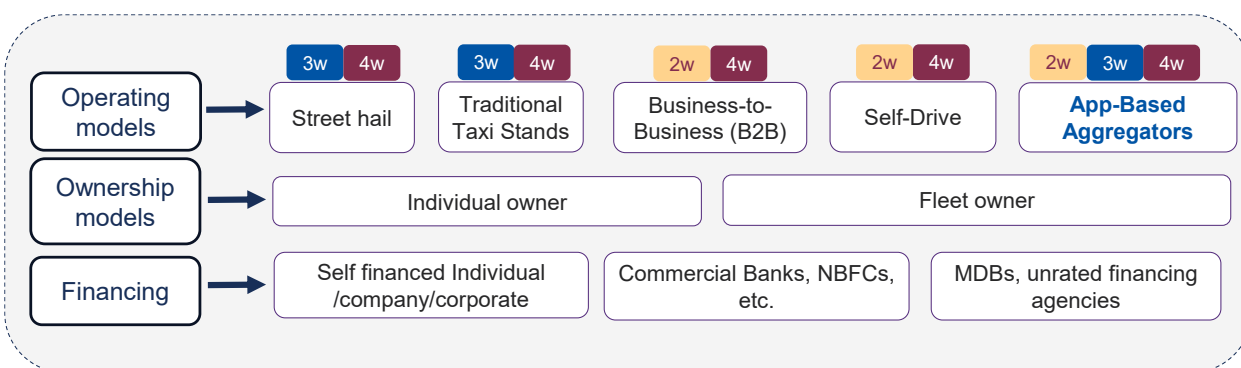 3w 4w
3w 4w
2w 4w
2w 4w
2w 3w 4w
Operating
models
Street hail
Traditional
Taxi Stands
Business-to-
Business (B2B)
Self-Drive
App-Based
Aggregators
Ownership
models
Individual owner
Fleet owner
Financing
Self financed Individual
/company/corporate
Commercial Banks, NBFCs,
etc.
MDBs, unrated financing
agencies